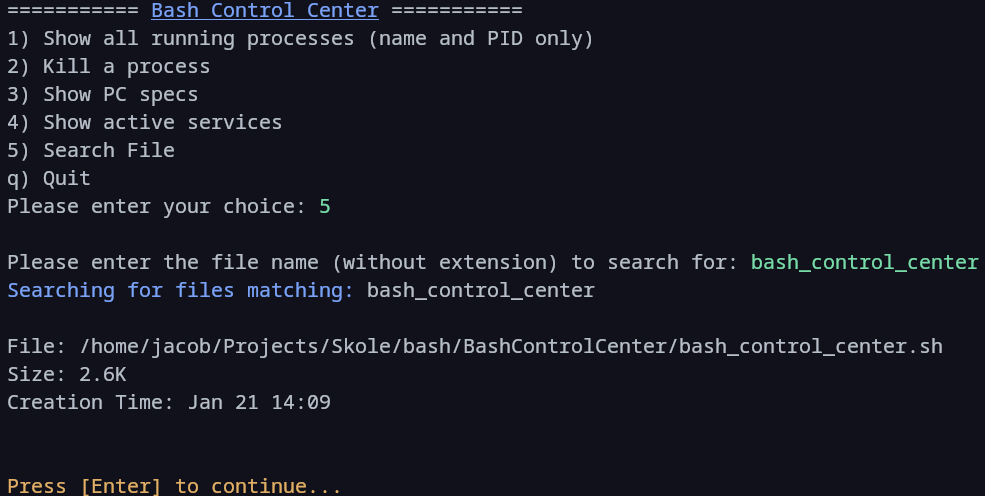 =========== Bash Control Center ===========
1) Show all running processes (name and PID only)
2) Kill a process
3) Show PC specs
4) Show active services
5) Search File
q) Quit
Please enter your choice: 5
Please enter the file name (without extension) to search for: bash_control_center
Searching for files matching: bash_control_center
File: /home/jacob/Projects/Skole/bash/BashControlCenter/bash_control_center.sh
Size: 2.6K
Creation Time: Jan 21 14:09
Press [Enter] to continue...